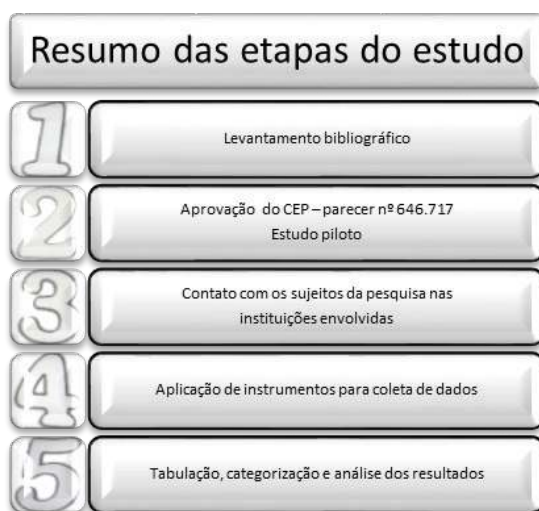 Resumo das etapas do estudo
1
Levantamento bibliográfico
2
Aprovação do CEP – parecer nº 646.717
Estudo piloto
3
Contato com os sujeitos da pesquisa nas
instituições envolvidas
4
Aplicação de instrumentos para coleta de dados
5
Tabulação, categorização e análise dos resultados